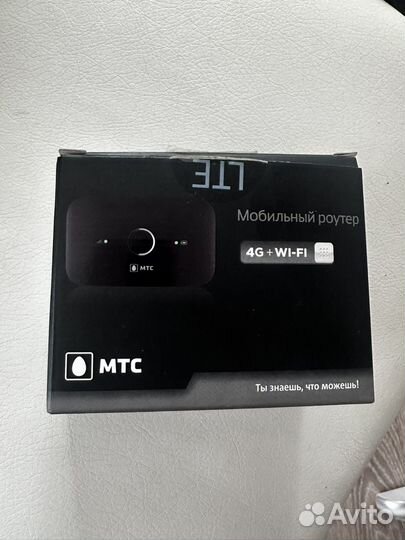 LTE
Мобильный роутер
4G + WI-FI
МТС
МТС
Ты знаешь, что можешь!
Avito